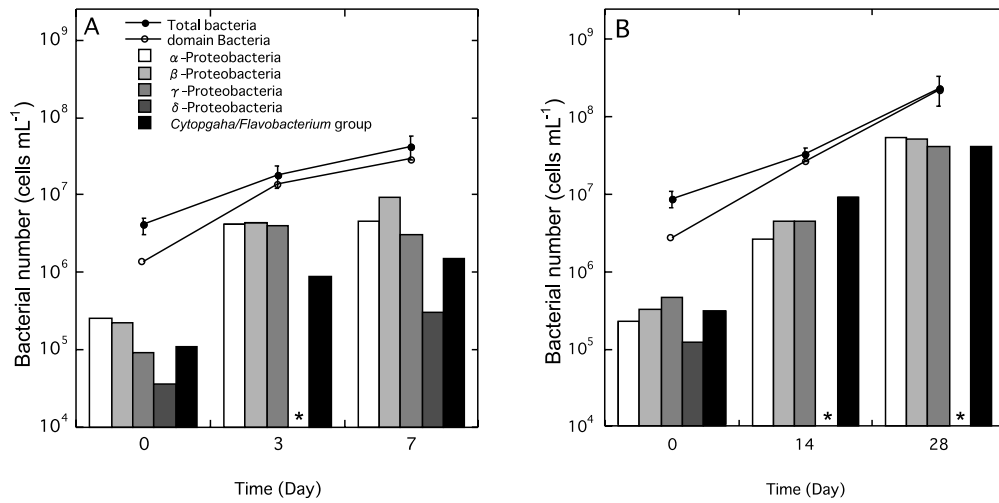 A
Total bacteria
domain Bacteria
α-Proteobacteria
β-Proteobacteria
γ-Proteobacteria
δ-Proteobacteria
Cytopgaha/Flavobacterium group
Bacterial number (cells mL⁻¹)
10⁹
10⁸
10⁷
10⁶
10⁵
10⁴
*
0 3 7
Time (Day)
B
Bacterial number (cells mL⁻¹)
10⁹
10⁸
10⁷
10⁶
10⁵
10⁴
* *
0 14 28
Time (Day)